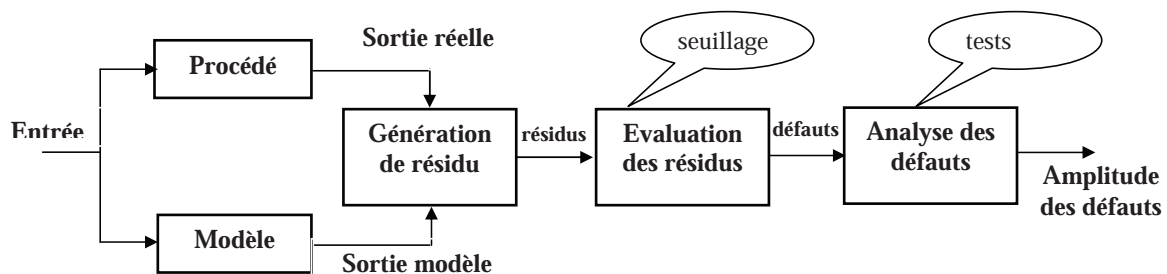 Sortie réelle
seuillage
tests
Procédé
Entrée
Génération
de résidu
résidus
Evaluation
des résidus
défauts
Analyse des
défauts
Amplitude
des défauts
Modèle
Sortie modèle